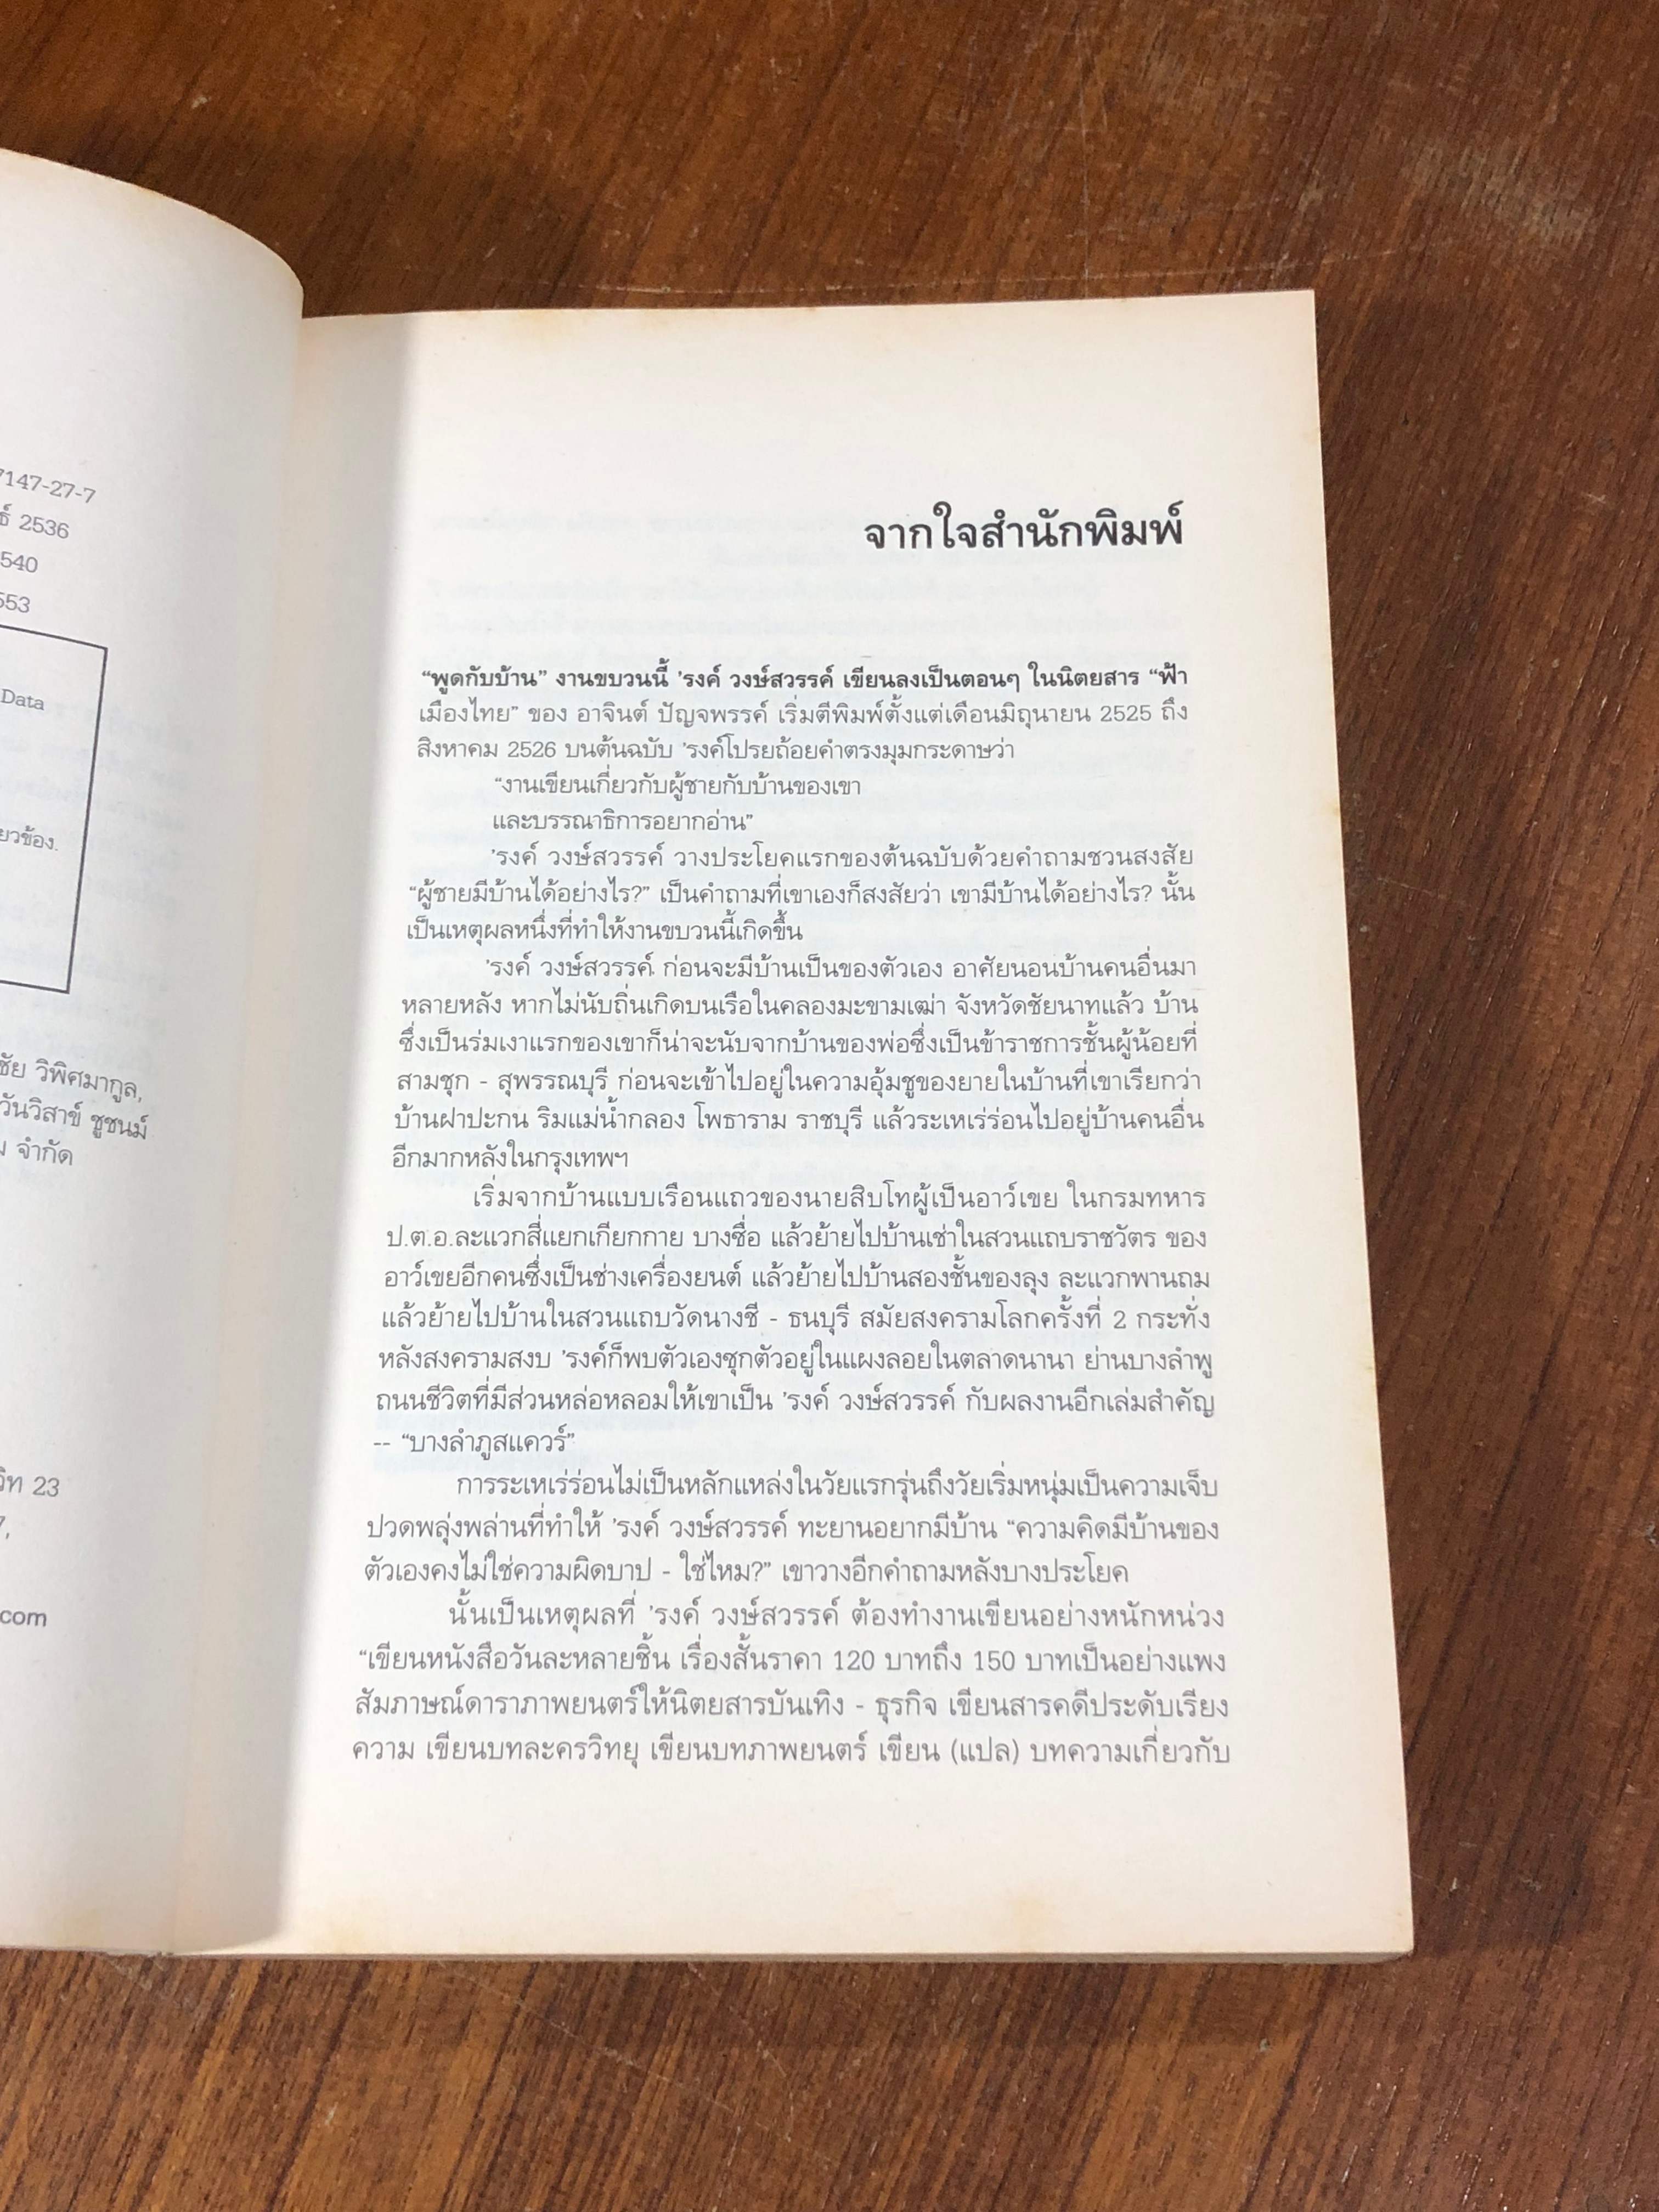 7147-27-7
ธ์ 2536
540
553
Data
ยวข้อง.
ชัย วิพิศมากูล,
วันวิสาข์ ชูชนม์
จำกัด
วิท 23
7,
com
จากใจสำนักพิมพ์
“พูดกับบ้าน” งานขบวนนี้ ’รงค์ วงษ์สวรรค์ เขียนลงเป็นตอนๆ ในนิตยสาร “ฟ้า
เมืองไทย” ของ อาจินต์ ปัญจพรรค์ เริ่มตีพิมพ์ตั้งแต่เดือนมิถุนายน 2525 ถึง
สิงหาคม 2526 บนต้นฉบับ ’รงค์โปรยถ้อยคำตรงมุมกระดาษว่า
“งานเขียนเกี่ยวกับผู้ชายกับบ้านของเขา
และบรรณาธิการอยากอ่าน”
’รงค์ วงษ์สวรรค์ วางประโยคแรกของต้นฉบับด้วยคำถามชวนสงสัย
“ผู้ชายมีบ้านได้อย่างไร?” เป็นคำถามที่เขาเองก็สงสัยว่า เขามีบ้านได้อย่างไร? นั้น
เป็นเหตุผลหนึ่งที่ทำให้งานขบวนนี้เกิดขึ้น
’รงค์ วงษ์สวรรค์ ก่อนจะมีบ้านเป็นของตัวเอง อาศัยนอนบ้านคนอื่นมา
หลายหลัง หากไม่นับถิ่นเกิดบนเรือในคลองมะขามเฒ่า จังหวัดชัยนาทแล้ว บ้าน
ซึ่งเป็นร่มเงาแรกของเขาก็น่าจะนับจากบ้านของพ่อซึ่งเป็นข้าราชการชั้นผู้น้อยที่
สามชุก - สุพรรณบุรี ก่อนจะเข้าไปอยู่ในความอุ้มชูของยายในบ้านที่เขาเรียกว่า
บ้านฝาปะกน ริมแม่น้ำกลอง โพธาราม ราชบุรี แล้วระเหเร่ร่อนไปอยู่บ้านคนอื่น
อีกมากหลังในกรุงเทพฯ
เริ่มจากบ้านแบบเรือนแถวของนายสิบโทผู้เป็นอาว์เขย ในกรมทหาร
ป.ต.อ.ละแวกสี่แยกเกียกกาย บางซื่อ แล้วย้ายไปบ้านเช่าในสวนแถบราชวัตร ของ
อาว์เขยอีกคนซึ่งเป็นช่างเครื่องยนต์ แล้วย้ายไปบ้านสองชั้นของลุง ละแวกพานถม
แล้วย้ายไปบ้านในสวนแถบวัดนางชี - ธนบุรี สมัยสงครามโลกครั้งที่ 2 กระทั่ง
หลังสงครามสงบ ’รงค์ก็พบตัวเองซุกตัวอยู่ในแผงลอยในตลาดนานา ย่านบางลำพู
ถนนชีวิตที่มีส่วนหล่อหลอมให้เขาเป็น ’รงค์ วงษ์สวรรค์ กับผลงานอีกเล่มสำคัญ
-- “บางลำภูสแควร์”
การระเหเร่ร่อนไม่เป็นหลักแหล่งในวัยแรกรุ่นถึงวัยเริ่มหนุ่มเป็นความเจ็บ
ปวดพลุ่งพล่านที่ทำให้ ’รงค์ วงษ์สวรรค์ ทะยานอยากมีบ้าน “ความคิดมีบ้านของ
ตัวเองคงไม่ใช่ความผิดบาป - ใช่ไหม?” เขาวางอีกคำถามหลังบางประโยค
นั้นเป็นเหตุผลที่ ’รงค์ วงษ์สวรรค์ ต้องทำงานเขียนอย่างหนักหน่วง
“เขียนหนังสือวันละหลายชิ้น เรื่องสั้นราคา 120 บาทถึง 150 บาทเป็นอย่างแพง
สัมภาษณ์ดาราภาพยนตร์ให้นิตยสารบันเทิง - ธุรกิจ เขียนสารคดีประดับเรียง
ความ เขียนบทละครวิทยุ เขียนบทภาพยนตร์ เขียน (แปล) บทความเกี่ยวกับ